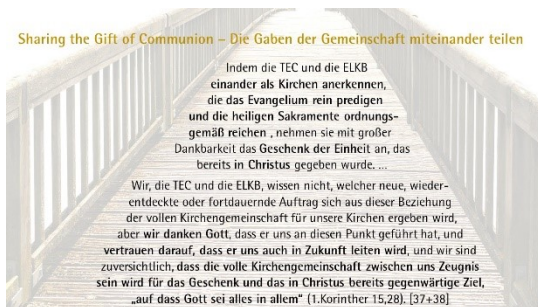 Sharing the Gift of Communion – Die Gaben der Gemeinschaft miteinander teilen
Indem die TEC und die ELKB
einander als Kirchen anerkennen,
die das Evangelium rein predigen
und die heiligen Sakramente ordnungs-
gemäß reichen , nehmen sie mit großer
Dankbarkeit das Geschenk der Einheit an, das
bereits in Christus gegeben wurde. ...
Wir, die TEC und die ELKB, wissen nicht, welcher neue, wieder-
entdeckte oder fortdauernde Auftrag sich aus dieser Beziehung
der vollen Kirchengemeinschaft für unsere Kirchen ergeben wird,
aber wir danken Gott, dass er uns an diesen Punkt geführt hat, und
vertrauen darauf, dass er uns auch in Zukunft leiten wird, und wir sind
zuversichtlich, dass die volle Kirchengemeinschaft zwischen uns Zeugnis
sein wird für das Geschenk und das in Christus bereits gegenwärtige Ziel,
„auf dass Gott sei alles in allem“ (1.Korinther 15,28). [37+38]